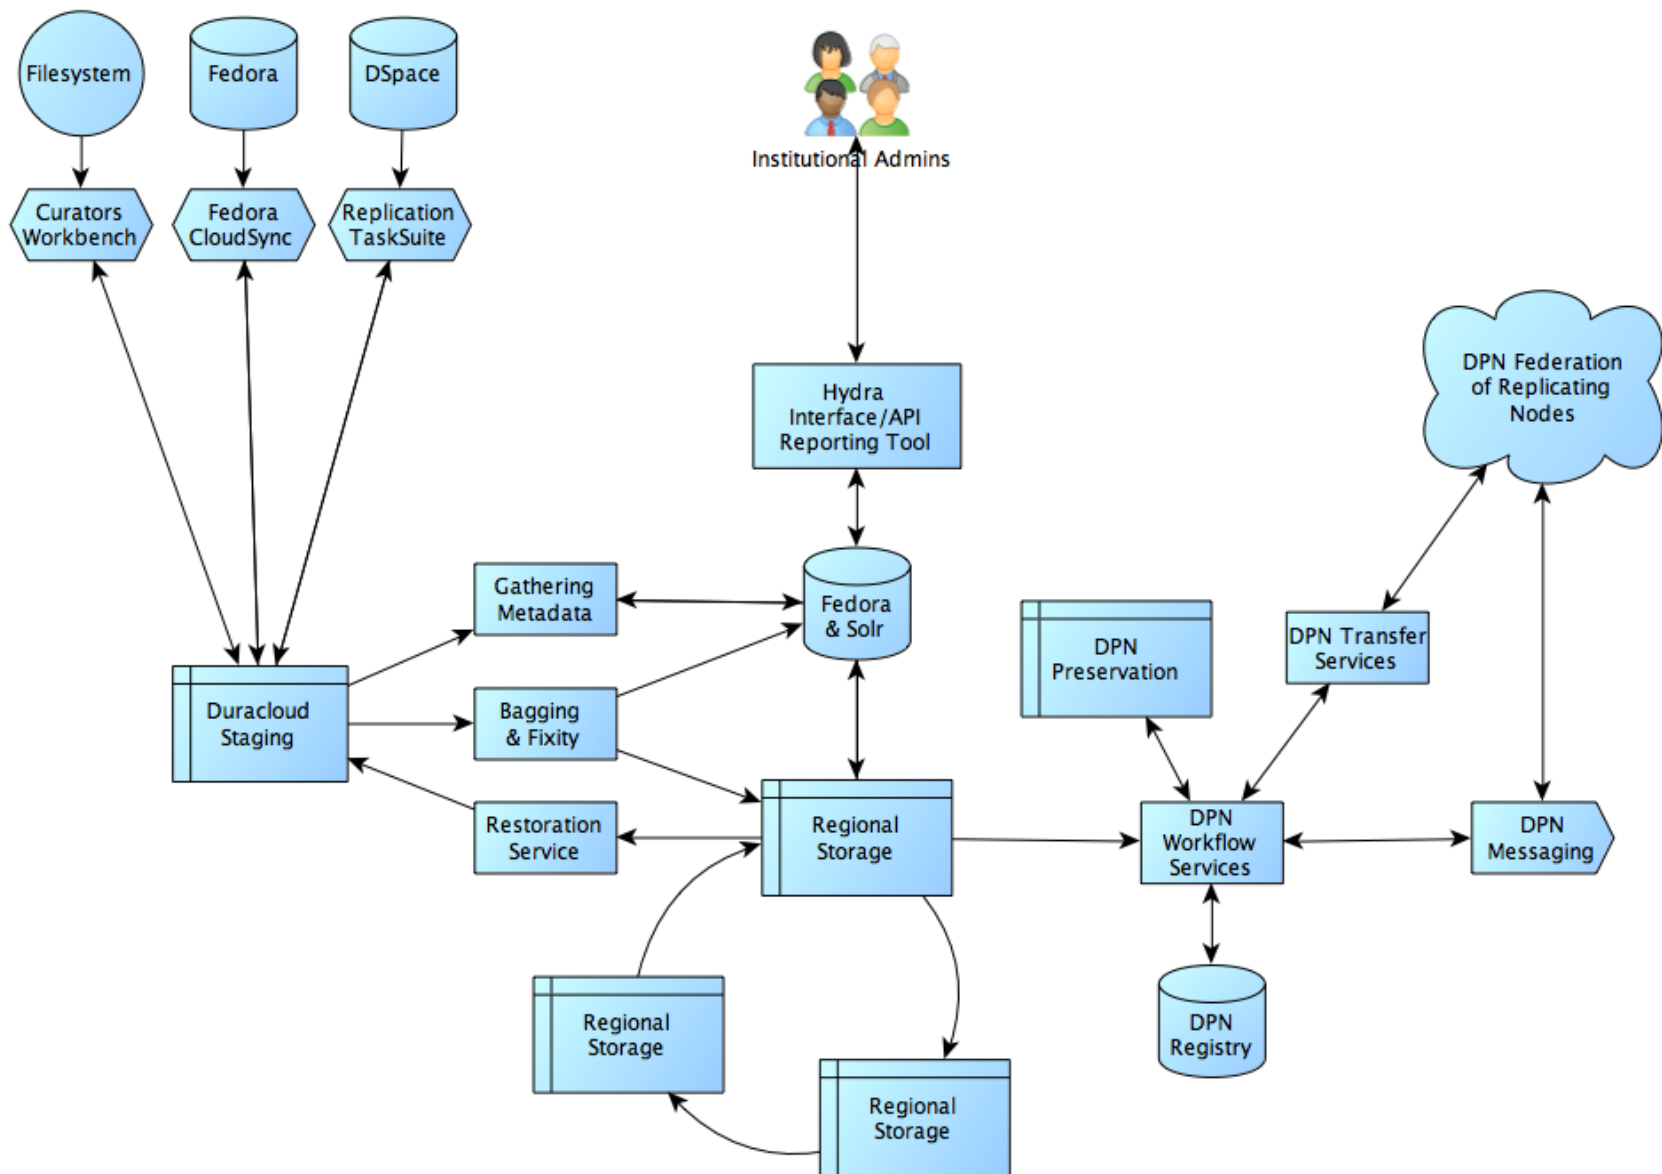 Filesystem
Fedora
DSpace
Institutional Admins
Curators
Workbench
Fedora
CloudSync
Replication
TaskSuite
Hydra
Interface/API
Reporting Tool
DPN Federation
of Replicating
Nodes
Gathering
Metadata
Fedora
& Solr
DPN
Preservation
DPN Transfer
Services
Duracloud
Staging
Bagging
& Fixity
Restoration
Service
Regional
Storage
DPN
Workflow
Services
DPN
Messaging
Regional
Storage
DPN
Registry
Regional
Storage